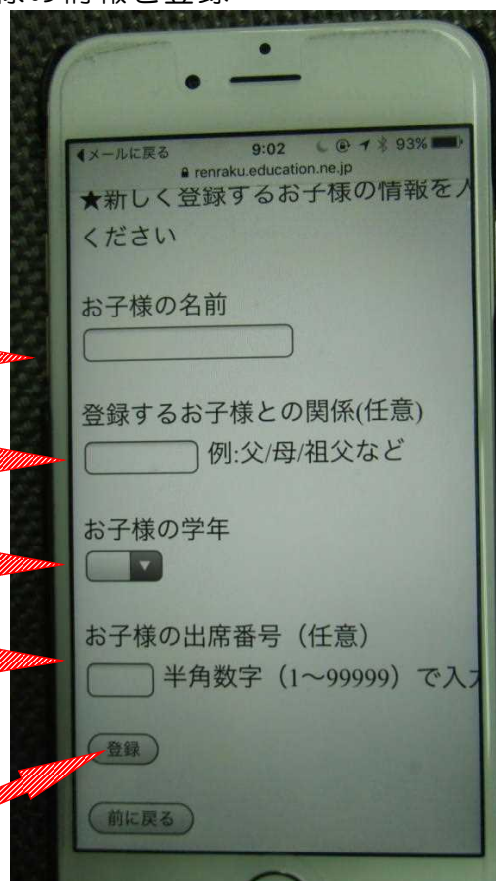 様の情報を登録
メールに戻る 9:02 93%
renraku.education.ne.jp
★新しく登録するお子様の情報を入
ください
お子様の名前
登録するお子様との関係(任意)
例:父/母/祖父など
お子様の学年
お子様の出席番号（任意）
半角数字（1～99999）で入力
登録
前に戻る